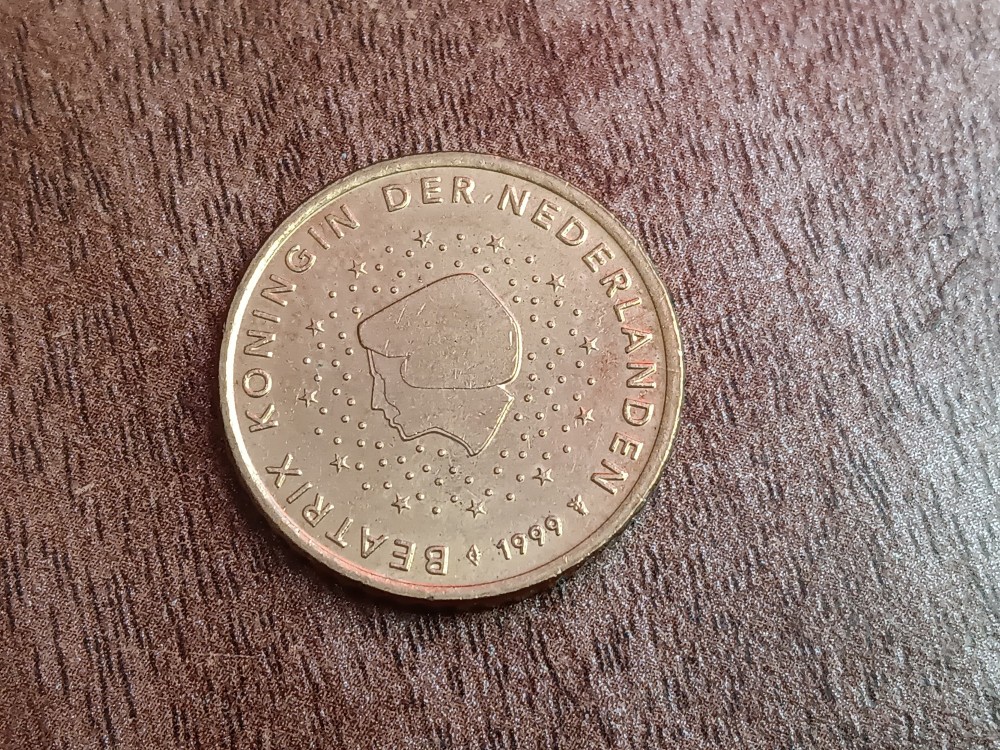 BEATRIX KONINGIN DER NEDERLANDEN
1999